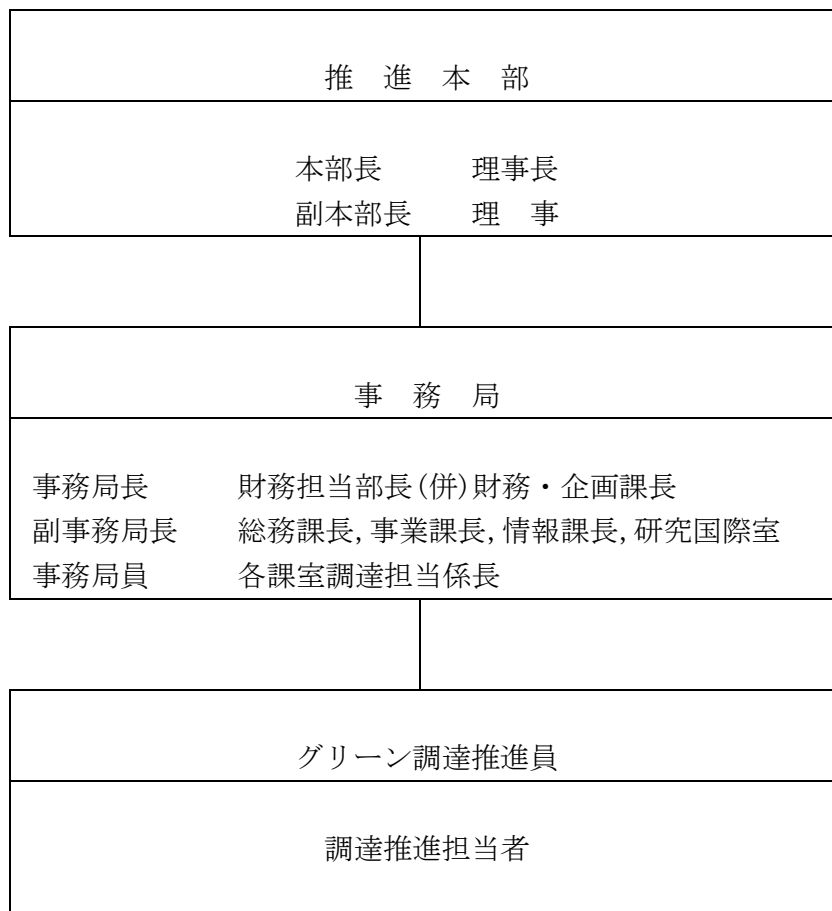 推　進　本　部
本部長　　　理事長
副本部長　　理　事
事　務　局
事務局長　　　財務担当部長(併)財務・企画課長
副事務局長　　総務課長,事業課長,情報課長,研究国際室
事務局員　　　各課室調達担当係長
グリーン調達推進員
調達推進担当者